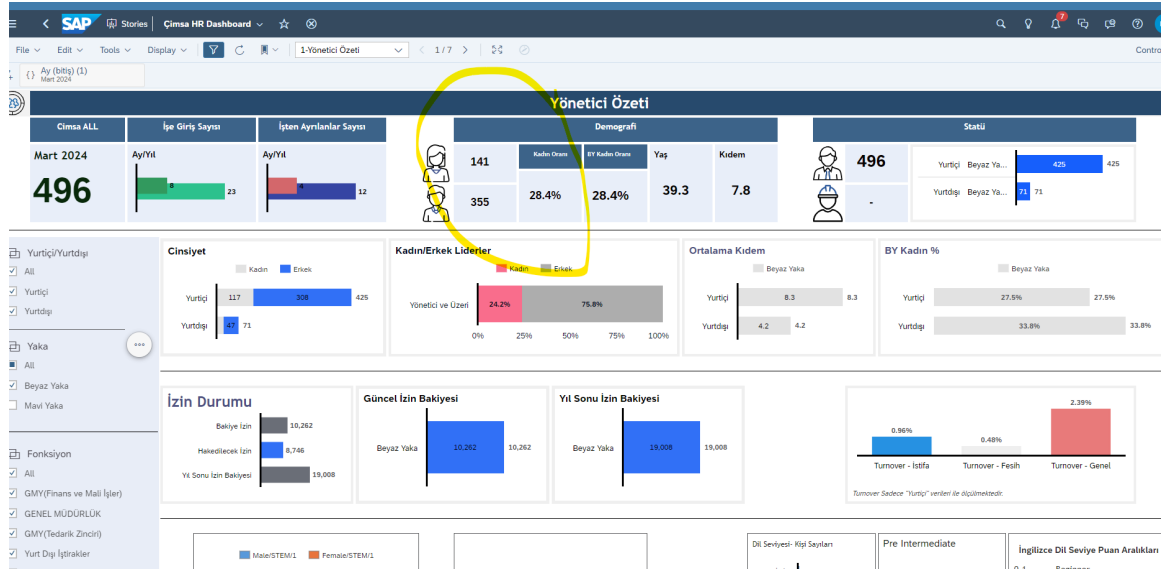 SAP Stories Çimsa HR Dashboard
7
File Edit Tools Display 1-Yönetici Özeti 1 / 7
{} Ay (bitiş) (1)
Mart 2024
Yönetici Özeti
Cimsa ALL İşe Giriş Sayısı İşten Ayrılanlar Sayısı Demografi Statü
Mart 2024
496
Ay/Yıl
8
23
Ay/Yıl
4
12
141
355
Kadın Oranı
28.4%
BY Kadın Oranı
28.4%
Yaş
39.3
Kıdem
7.8
496
-
Yurtiçi Beyaz Ya... 425 425
Yurtdışı Beyaz Ya... 71 71
Yurtiçi/Yurtdışı
All
Yurtiçi
Yurtdışı
Yaka
All
Beyaz Yaka
Mavi Yaka
Fonksiyon
All
GMY(Finans ve Mali İşler)
GENEL MÜDÜRLÜK
GMY(Tedarik Zinciri)
Yurt Dışı İştirakler
Cinsiyet
Kadın Erkek
Yurtiçi 117 308 425
Yurtdışı 47 71
Kadın/Erkek Liderler
Kadın Erkek
Yönetici ve Üzeri 24.2% 75.8%
0% 25% 50% 75% 100%
Ortalama Kıdem
Beyaz Yaka
Yurtiçi 8.3 8.3
Yurtdışı 4.2 4.2
BY Kadın %
Beyaz Yaka
Yurtiçi 27.5% 27.5%
Yurtdışı 33.8% 33.8%
İzin Durumu
Bakiye İzin 10,262
Hakedilecek İzin 8,746
Yıl Sonu İzin Bakiyesi 19,008
Güncel İzin Bakiyesi
Beyaz Yaka 10,262 10,262
Yıl Sonu İzin Bakiyesi
Beyaz Yaka 19,008 19,008
0.96% 0.48% 2.39%
Turnover - İstifa Turnover - Fesih Turnover - Genel
Turnover Sadece "Yurtiçi" verileri ile ölçülmektedir.
Male/STEM/1 Female/STEM/1
Dil Seviyesi- Kişi Sayıları
Pre Intermediate
İngilizce Dil Seviye Puan Aralıkları